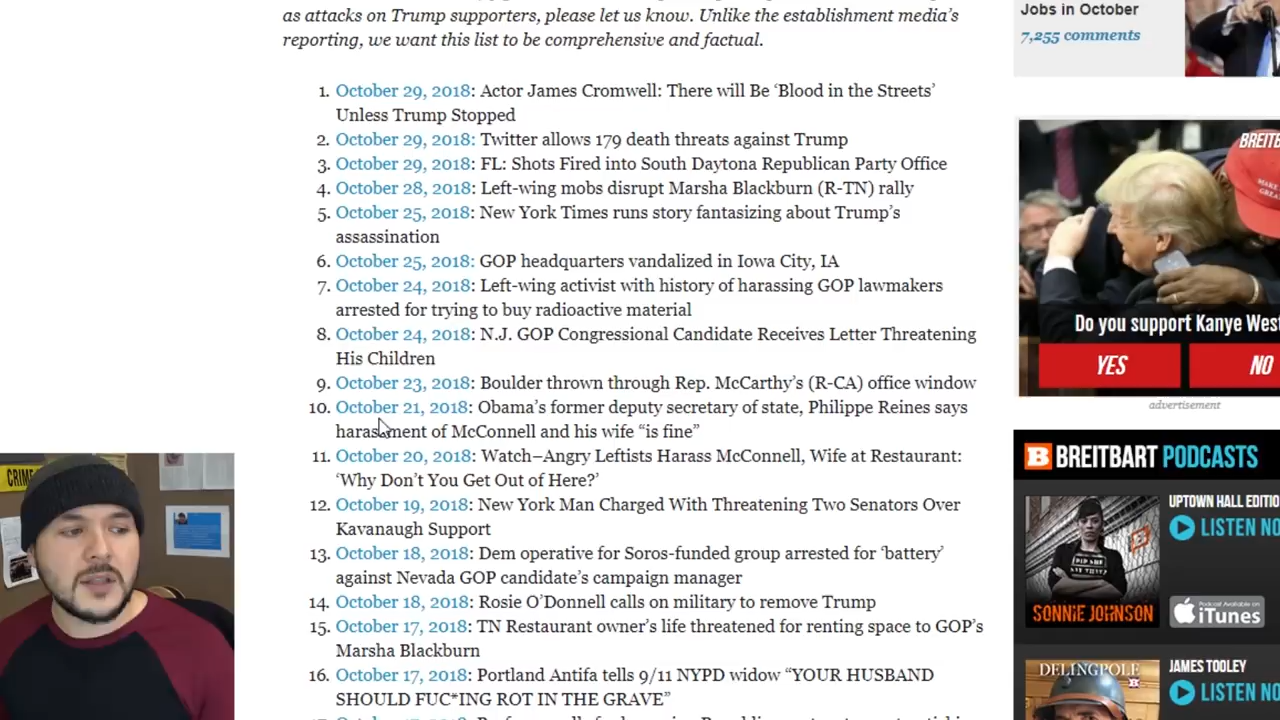 as attacks on Trump supporters, please let us know. Unlike the establishment media's
reporting, we want this list to be comprehensive and factual.
1. October 29, 2018: Actor James Cromwell: There will Be 'Blood in the Streets'
Unless Trump Stopped
2. October 29, 2018: Twitter allows 179 death threats against Trump
3. October 29, 2018: FL: Shots Fired into South Daytona Republican Party Office
4. October 28, 2018: Left-wing mobs disrupt Marsha Blackburn (R-TN) rally
5. October 25, 2018: New York Times runs story fantasizing about Trump's
assassination
6. October 25, 2018: GOP headquarters vandalized in Iowa City, IA
7. October 24, 2018: Left-wing activist with history of harassing GOP lawmakers
arrested for trying to buy radioactive material
8. October 24, 2018: N.J. GOP Congressional Candidate Receives Letter Threatening
His Children
9. October 23, 2018: Boulder thrown through Rep. McCarthy's (R-CA) office window
10. October 21, 2018: Obama's former deputy secretary of state, Philippe Reines says
harassment of McConnell and his wife "is fine"
11. October 20, 2018: Watch–Angry Leftists Harass McConnell, Wife at Restaurant:
'Why Don't You Get Out of Here?'
12. October 19, 2018: New York Man Charged With Threatening Two Senators Over
Kavanaugh Support
13. October 18, 2018: Dem operative for Soros-funded group arrested for 'battery'
against Nevada GOP candidate's campaign manager
14. October 18, 2018: Rosie O'Donnell calls on military to remove Trump
15. October 17, 2018: TN Restaurant owner's life threatened for renting space to GOP's
Marsha Blackburn
16. October 17, 2018: Portland Antifa tells 9/11 NYPD widow "YOUR HUSBAND
SHOULD FUC*ING ROT IN THE GRAVE"
Jobs in October
7,255 comments
BREITB
Do you support Kanye West
YES
NO
advertisement
B BREITBART PODCASTS
UPTOWN HALL EDITIO
LISTEN NO
SONNIE JOHNSON
Podcast Available on
iTunes
DELINGPOLE
JAMES TOOLEY
LISTEN NO
CRIME